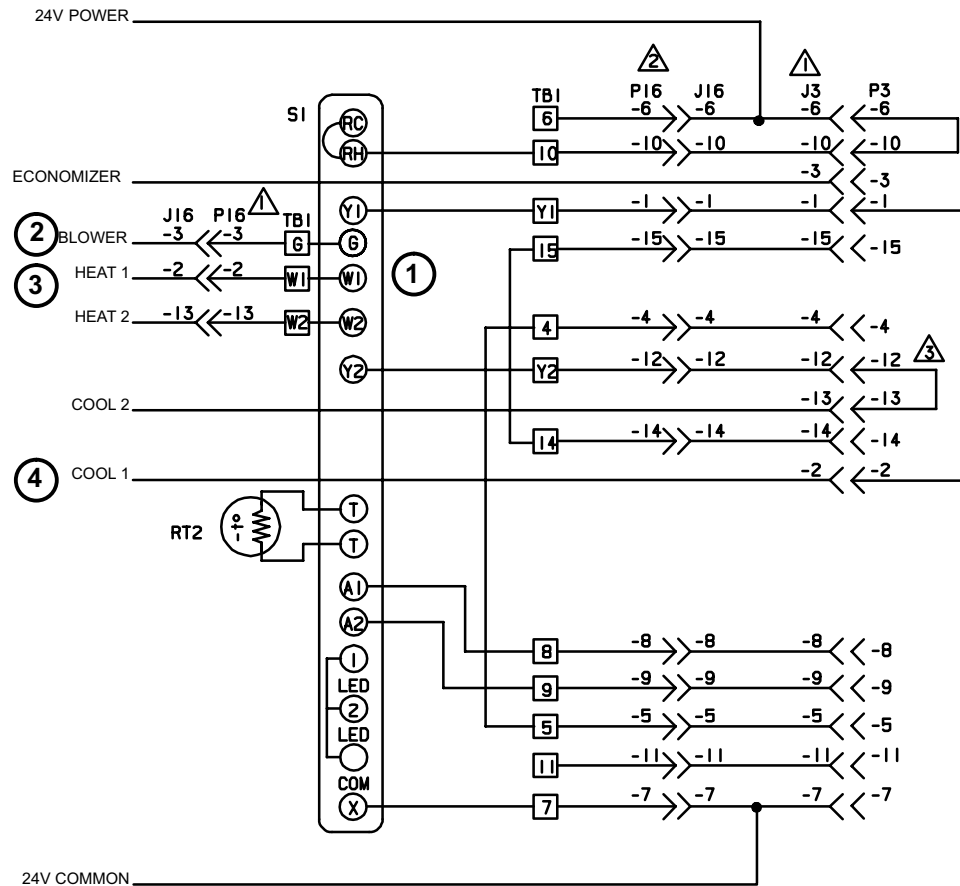 24V POWER
2 1
TB1 P16 J16 J3 P3
S1 RC 6 -6 -6 -6 -6
RH 10 -10 -10 -10 -10
ECONOMIZER -3 -3
Y1 Y1 -1 -1 -1 -1
J16 P16 1 TB1
2 BLOWER -3 -3 G G 15 -15 -15 -15 -15
3 HEAT 1 -2 -2 W1 W1 1
HEAT 2 -13 -13 W2 W2 4 -4 -4 -4 -4
Y2 Y2 -12 -12 -12 -12 3
COOL 2 -13 -13
14 -14 -14 -14 -14
4 COOL 1 -2 -2
RT2 -t° T
T
A1
A2
1 8 -8 -8 -8 -8
LED
2 9 -9 -9 -9 -9
LED 5 -5 -5 -5 -5
11 -11 -11 -11 -11
COM
X 7 -7 -7 -7 -7
24V COMMON